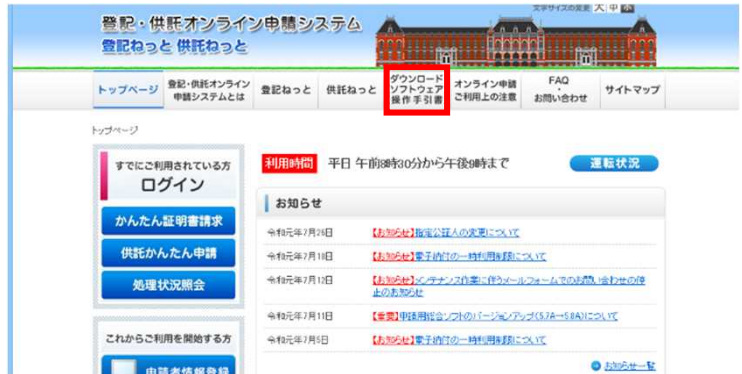 文字サイズの変更 大 中 小
登記・供託オンライン申請システム
登記ねっと 供託ねっと
トップページ
登記・供託オンライン
申請システムとは
登記ねっと
供託ねっと
ダウンロード
ソフトウェア
操作手引書
オンライン申請
ご利用上の注意
FAQ
・
お問い合わせ
サイトマップ
トップページ
すでにご利用されている方
ログイン
かんたん証明書請求
供託かんたん申請
処理状況照会
これからご利用を開始する方
申請者情報登録
利用時間 平日 午前8時30分から午後9時まで
運転状況
お知らせ
令和元年7月26日 【お知らせ】指定公証人の変更について
令和元年7月18日 【お知らせ】電子納付の一時利用制限について
令和元年7月12日 【お知らせ】メンテナンス作業に伴うメールフォームでのお問い合わせの停
止のお知らせ
令和元年7月11日 【重要】申請用総合ソフトのバージョンアップ(5.7A→5.8A)について
令和元年7月5日 【お知らせ】電子納付の一時利用制限について
お知らせ一覧